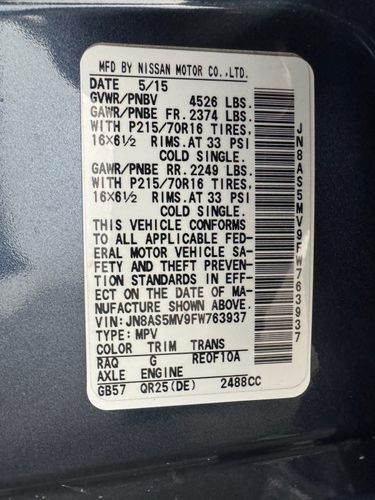 MFD BY NISSAN MOTOR CO.,LTD.
DATE 5/15
GVWR/PNBV 4526 LBS.
GAWR/PNBE FR. 2374 LBS.
WITH P215/70R16 TIRES,
16X6½ RIMS.AT 33 PSI
COLD SINGLE.
GAWR/PNBE RR. 2249 LBS.
WITH P215/70R16 TIRES,
16X6½ RIMS.AT 33 PSI
COLD SINGLE.
THIS VEHICLE CONFORMS
TO ALL APPLICABLE FED-
ERAL MOTOR VEHICLE SA-
FETY AND THEFT PREVEN-
TION STANDARDS IN EFF-
ECT ON THE DATE OF MA-
NUFACTURE SHOWN ABOVE.
VIN: JN8AS5MV9FW763937
TYPE: MPV
COLOR TRIM TRANS
RAQ G RE0F10A
AXLE ENGINE
GB57 QR25(DE) 2488CC
JN8AS5MV9FW763937